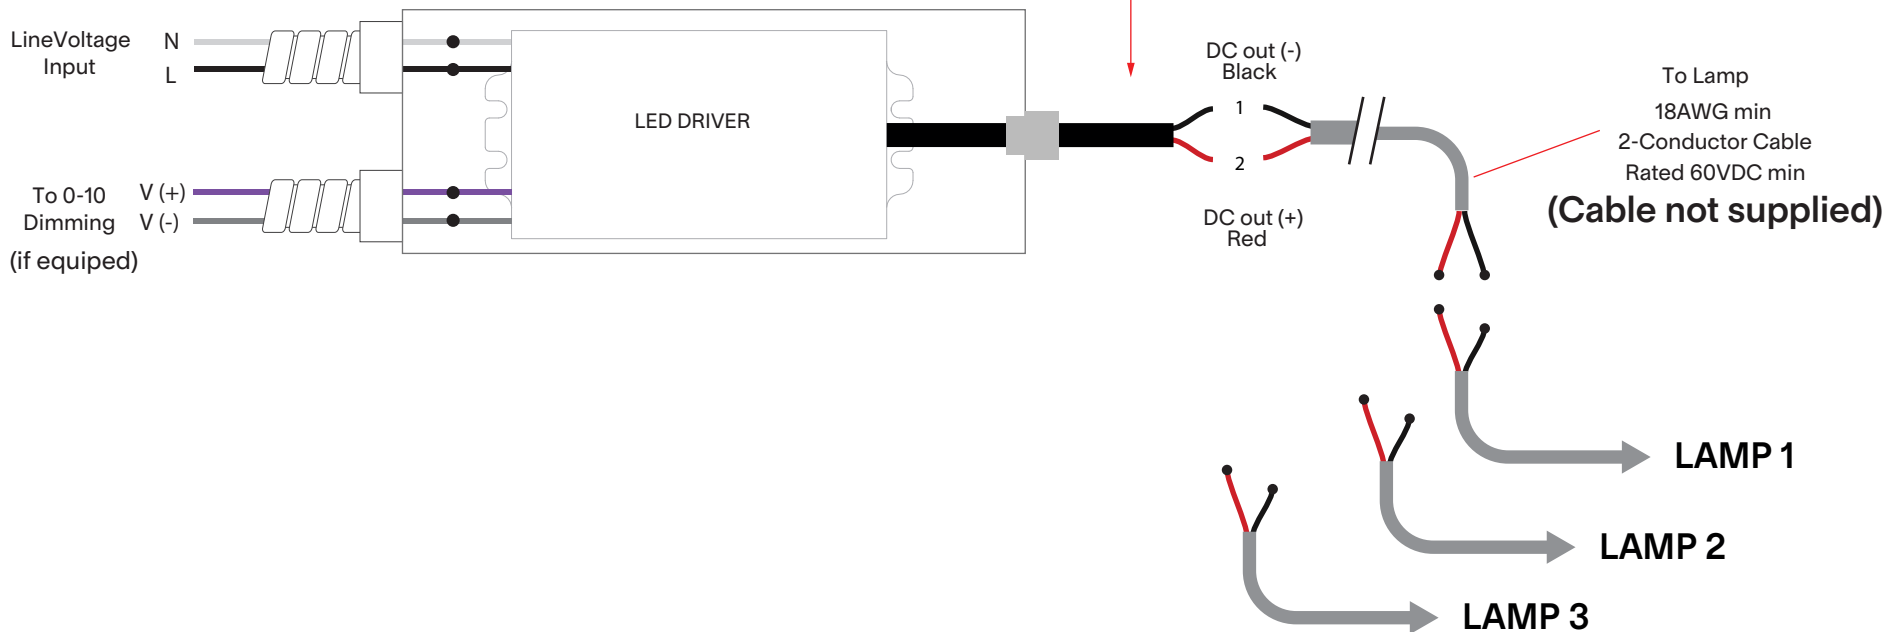 LineVoltage
Input
N
L
To 0-10
Dimming
(if equiped)
V (+)
V (-)
LED DRIVER
DC out (-)
Black
1
2
DC out (+)
Red
To Lamp
18AWG min
2-Conductor Cable
Rated 60VDC min
(Cable not supplied)
LAMP 1
LAMP 2
LAMP 3